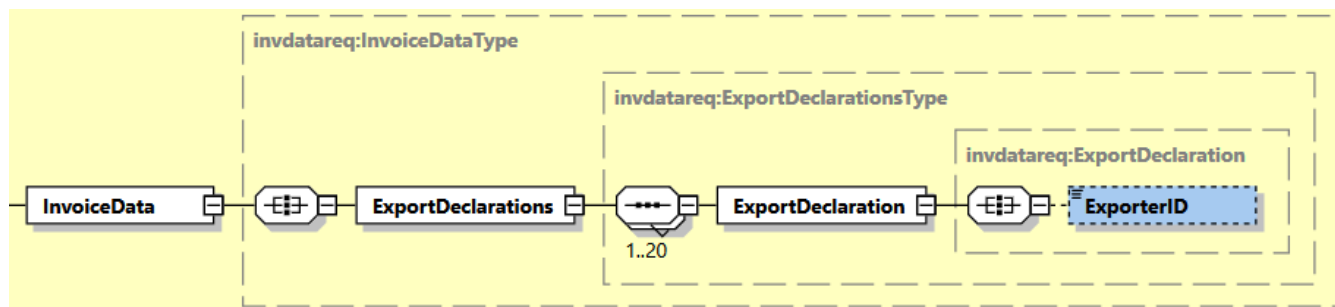 invdatareq:InvoiceDataType
invdatareq:ExportDeclarationsType
invdatareq:ExportDeclaration
InvoiceData
ExportDeclarations
ExportDeclaration
ExporterID
1..20